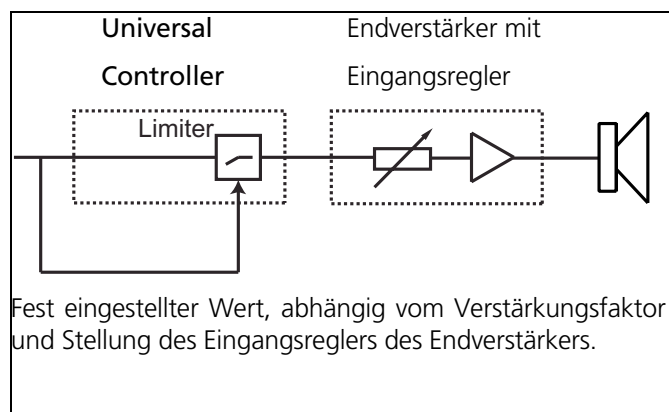 Universal Endverstärker mit
Controller Eingangsregler
Limiter
Fest eingestellter Wert, abhängig vom Verstärkungsfaktor
und Stellung des Eingangsreglers des Endverstärkers.